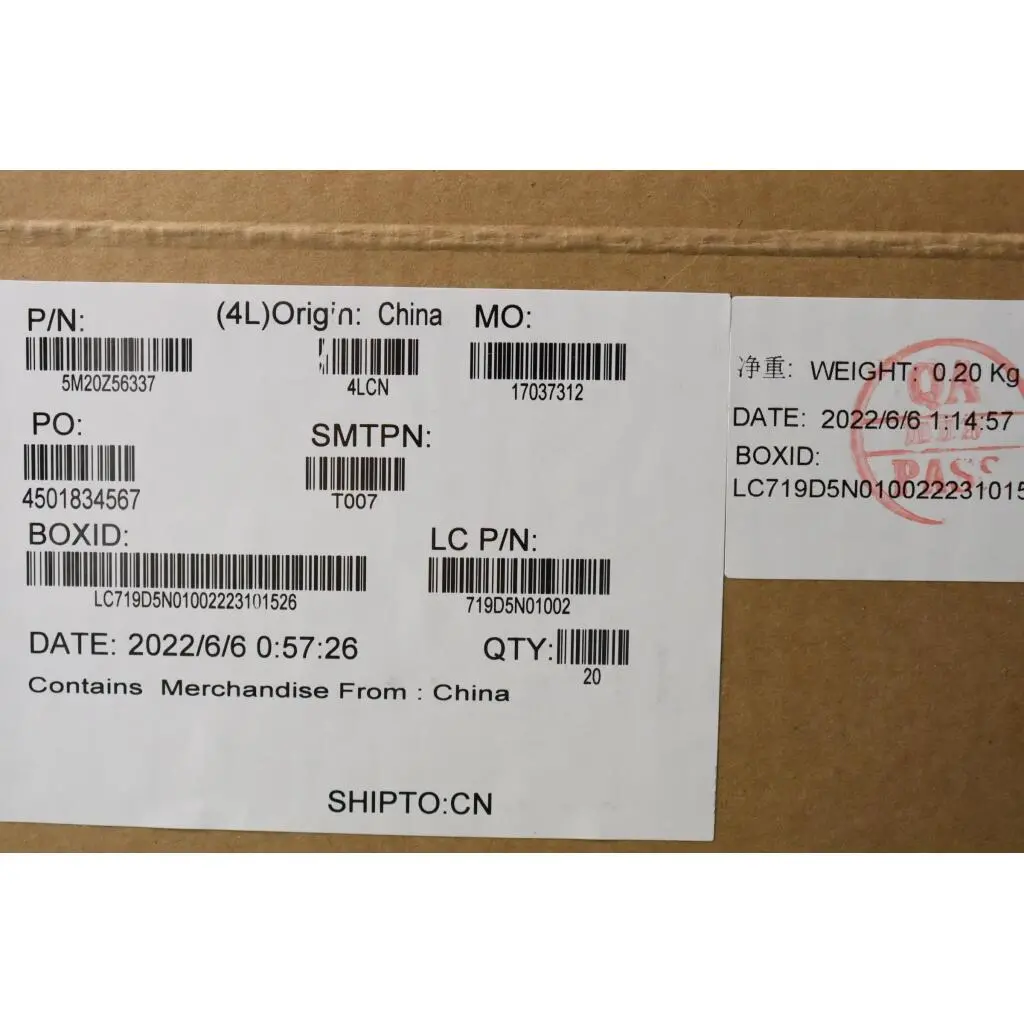 P/N:
5M20Z56337
(4L)Origin: China
4LCN
MO:
17037312
PO:
4501834567
SMTPN:
T007
BOXID:
LC719D5N01002223101526
LC P/N:
719D5N01002
DATE: 2022/6/6 0:57:26
QTY:
20
Contains Merchandise From : China
SHIPTO:CN
净重: WEIGHT: 0.20 Kg
DATE: 2022/6/6 1:14:57
BOXID:
LC719D5N010022231015
QA
PASS